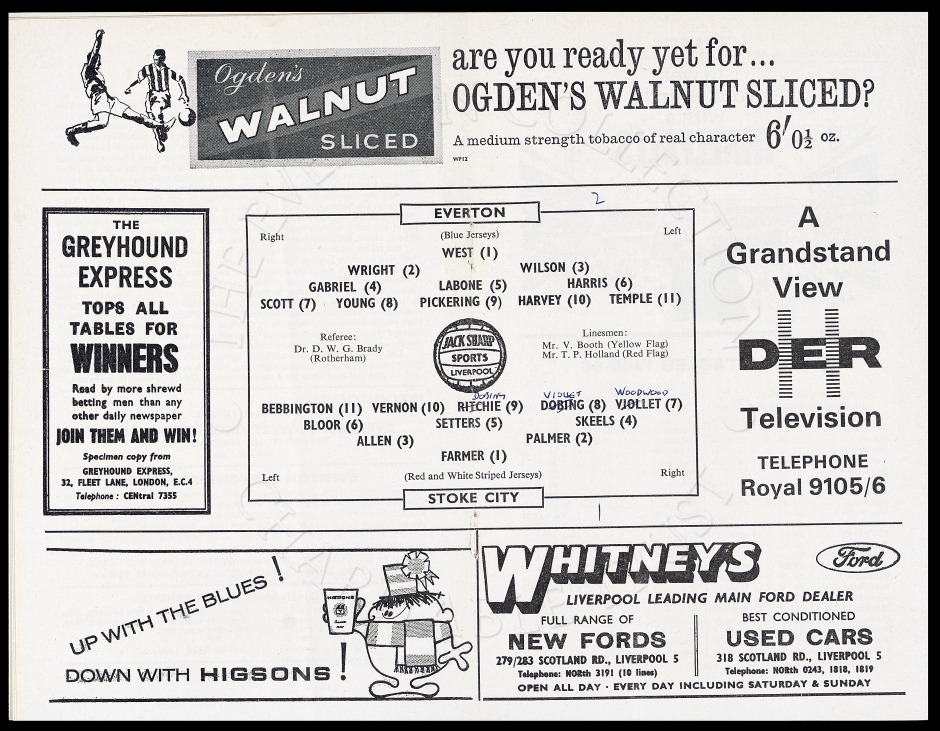 Ogden's
WALNUT
SLICED
are you ready yet for...
OGDEN'S WALNUT SLICED?
A medium strength tobacco of real character 6'0½ oz.
WP12
THE
GREYHOUND
EXPRESS
TOPS ALL
TABLES FOR
WINNERS
Read by more shrewd
betting men than any
other daily newspaper
JOIN THEM AND WIN!
Specimen copy from
GREYHOUND EXPRESS,
32, FLEET LANE, LONDON, E.C.4
Telephone : CENtral 7355
2
EVERTON
Right (Blue Jerseys) Left
WEST (1)
WRIGHT (2) WILSON (3)
GABRIEL (4) LABONE (5) HARRIS (6)
SCOTT (7) YOUNG (8) PICKERING (9) HARVEY (10) TEMPLE (11)
Referee:
Dr. D. W. G. Brady
(Rotherham)
JACK SHARP
SPORTS
LIVERPOOL
Linesmen:
Mr. V. Booth (Yellow Flag)
Mr. T. P. Holland (Red Flag)
DOBING VIOLLET WOODWOOD
BEBBINGTON (11) VERNON (10) RITCHIE (9) DOBING (8) VIOLLET (7)
BLOOR (6) SETTERS (5) SKEELS (4)
ALLEN (3) PALMER (2)
FARMER (1)
Left (Red and White Striped Jerseys) Right
STOKE CITY
1
A
Grandstand
View
DER
Television
TELEPHONE
Royal 9105/6
UP WITH THE BLUES !
DOWN WITH HIGSONS !
HIGSONS
WHITNEYS
Ford
LIVERPOOL LEADING MAIN FORD DEALER
FULL RANGE OF
NEW FORDS
279/283 SCOTLAND RD., LIVERPOOL 5
Telephone: NORth 3191 (10 lines)
BEST CONDITIONED
USED CARS
318 SCOTLAND RD., LIVERPOOL 5
Telephone: NORth 0243, 1818, 1819
OPEN ALL DAY · EVERY DAY INCLUDING SATURDAY & SUNDAY